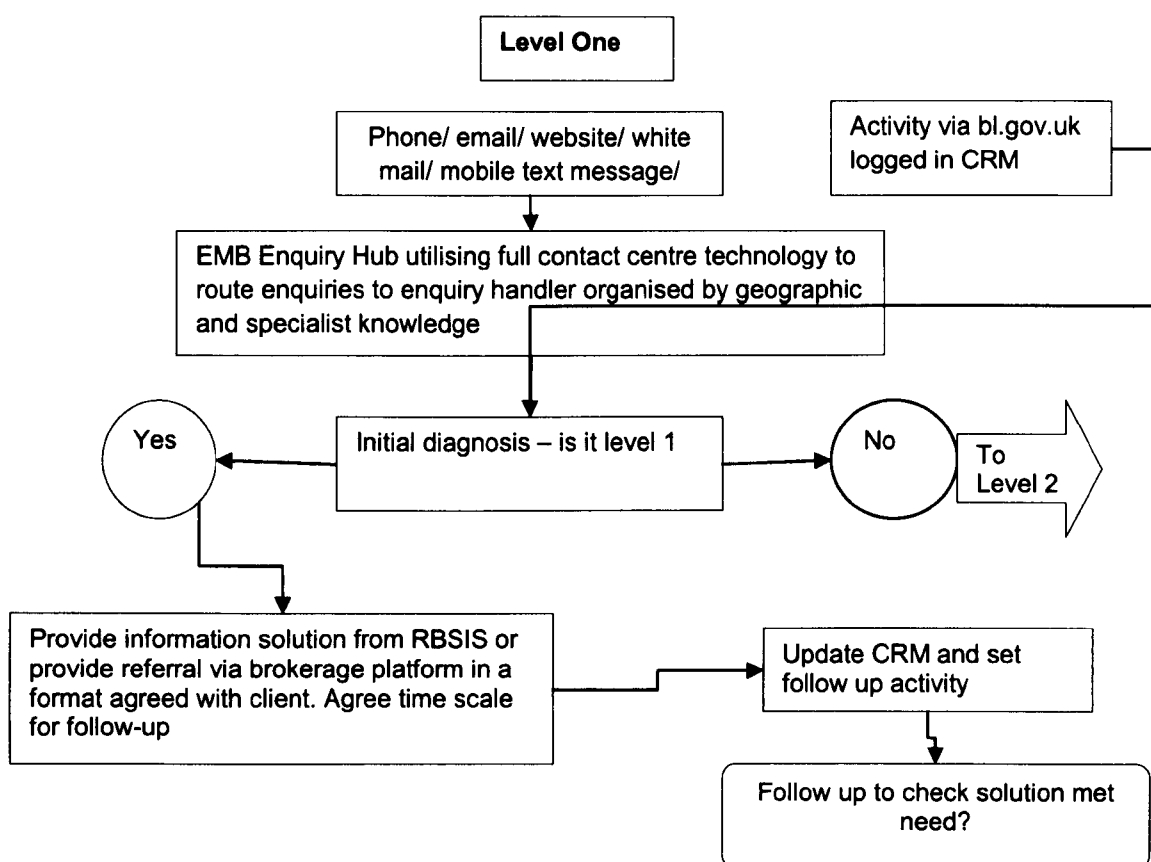 Level One
Phone/ email/ website/ white
mail/ mobile text message/
Activity via bl.gov.uk
logged in CRM
EMB Enquiry Hub utilising full contact centre technology to
route enquiries to enquiry handler organised by geographic
and specialist knowledge
Yes
Initial diagnosis – is it level 1
No
To
Level 2
Provide information solution from RBSIS or
provide referral via brokerage platform in a
format agreed with client. Agree time scale
for follow-up
Update CRM and set
follow up activity
Follow up to check solution met
need?